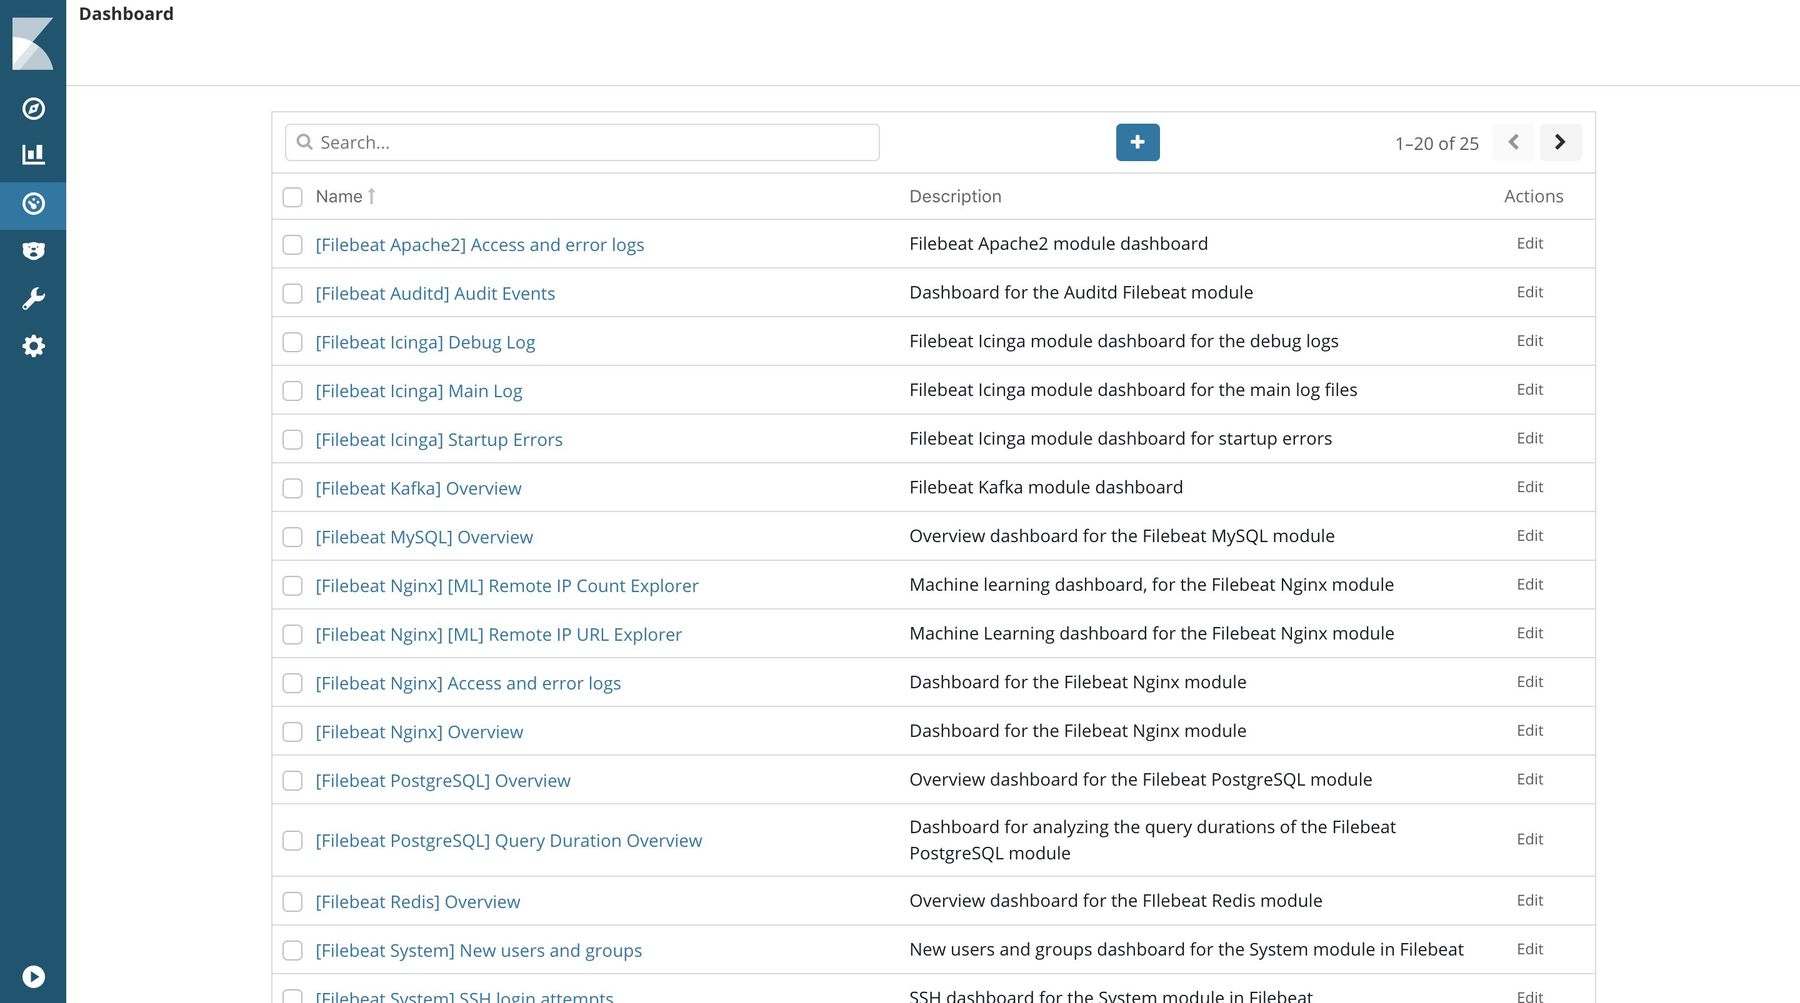 Dashboard
Search...
1–20 of 25
Name Description Actions
[Filebeat Apache2] Access and error logs Filebeat Apache2 module dashboard Edit
[Filebeat Auditd] Audit Events Dashboard for the Auditd Filebeat module Edit
[Filebeat Icinga] Debug Log Filebeat Icinga module dashboard for the debug logs Edit
[Filebeat Icinga] Main Log Filebeat Icinga module dashboard for the main log files Edit
[Filebeat Icinga] Startup Errors Filebeat Icinga module dashboard for startup errors Edit
[Filebeat Kafka] Overview Filebeat Kafka module dashboard Edit
[Filebeat MySQL] Overview Overview dashboard for the Filebeat MySQL module Edit
[Filebeat Nginx] [ML] Remote IP Count Explorer Machine learning dashboard, for the Filebeat Nginx module Edit
[Filebeat Nginx] [ML] Remote IP URL Explorer Machine Learning dashboard for the Filebeat Nginx module Edit
[Filebeat Nginx] Access and error logs Dashboard for the Filebeat Nginx module Edit
[Filebeat Nginx] Overview Dashboard for the Filebeat Nginx module Edit
[Filebeat PostgreSQL] Overview Overview dashboard for the Filebeat PostgreSQL module Edit
[Filebeat PostgreSQL] Query Duration Overview Dashboard for analyzing the query durations of the Filebeat
PostgreSQL module Edit
[Filebeat Redis] Overview Overview dashboard for the FIlebeat Redis module Edit
[Filebeat System] New users and groups New users and groups dashboard for the System module in Filebeat Edit
[Filebeat System] SSH login attempts SSH dashboard for the System module in Filebeat Edit